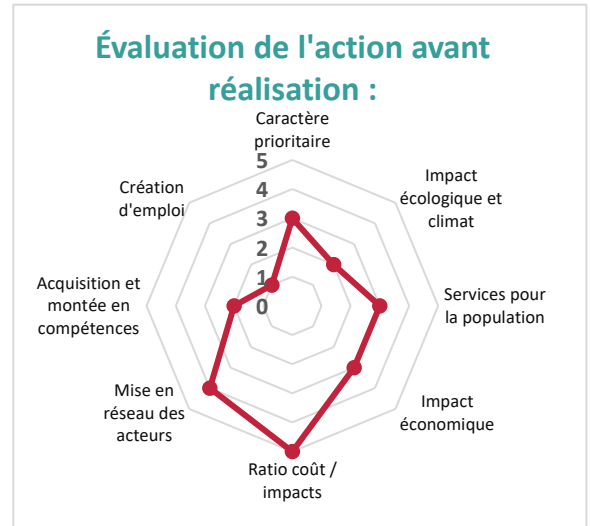 Évaluation de l'action avant
réalisation :
Caractère
prioritaire
5
4
3
2
1
0
Impact
écologique et
climat
Services pour
la population
Impact
économique
Ratio coût /
impacts
Mise en
réseau des
acteurs
Acquisition et
montée en
compétences
Création
d'emploi